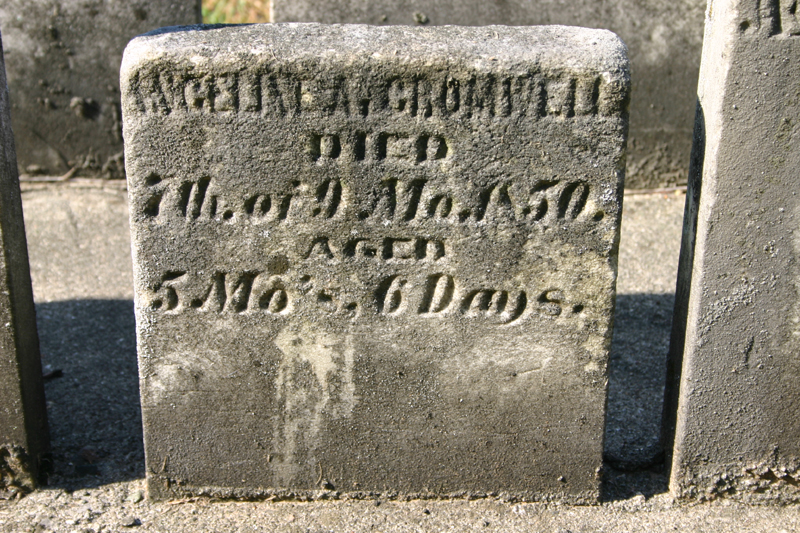 ANGELINE A. CROMWELL
DIED
7th. of 9 Mo. 1850.
AGED
5 Mo's, 6 Days.